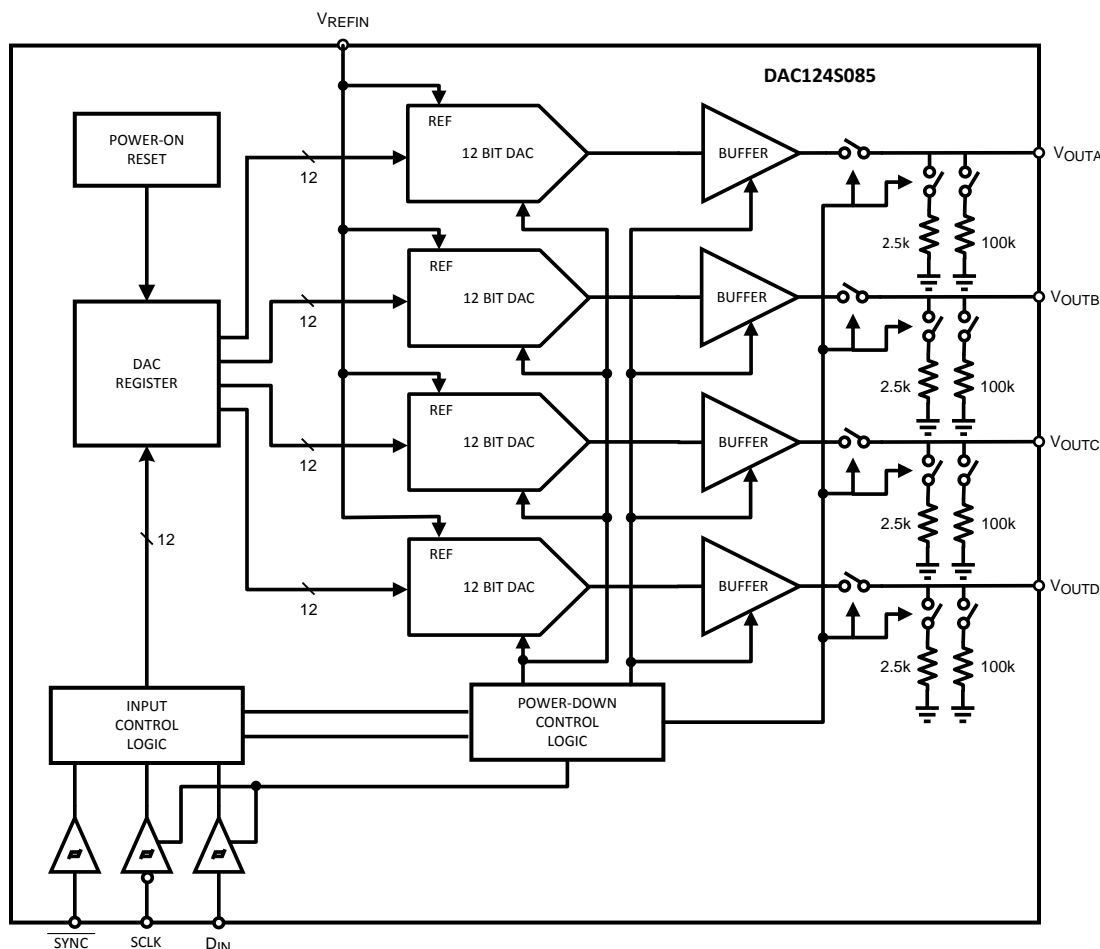 VREFIN
DAC124S085
POWER-ON
RESET
REF
12 BIT DAC
BUFFER
VOUTA
12
2.5k
100k
REF
12 BIT DAC
BUFFER
VOUTB
12
DAC
REGISTER
2.5k
100k
REF
12 BIT DAC
BUFFER
VOUTC
12
2.5k
100k
12
REF
12 BIT DAC
BUFFER
VOUTD
12
2.5k
100k
INPUT
CONTROL
LOGIC
POWER-DOWN
CONTROL
LOGIC
SYNC
SCLK
DIN